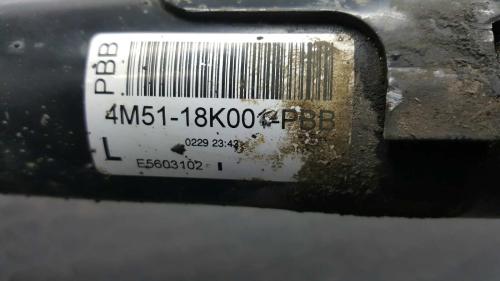 PBB
4M51-18K001-PBB
L
0229 23:43
E5603102 I